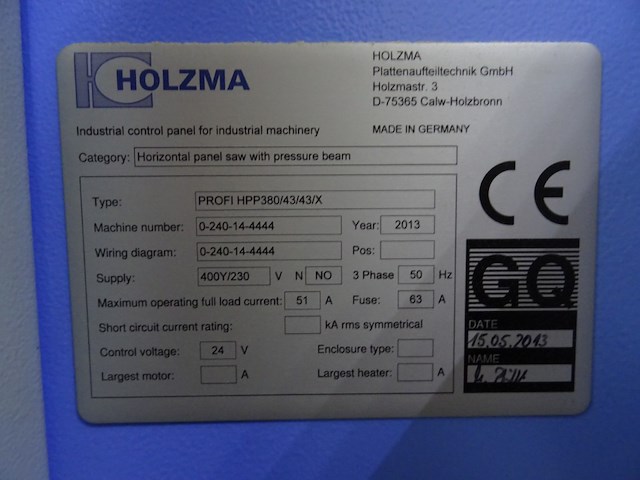 HOLZMA
HOLZMA
Plattenaufteiltechnik GmbH
Holzmastr. 3
D-75365 Calw-Holzbronn
Industrial control panel for industrial machinery MADE IN GERMANY
Category: Horizontal panel saw with pressure beam
Type: PROFI HPP380/43/43/X
Machine number: 0-240-14-4444 Year: 2013
Wiring diagram: 0-240-14-4444 Pos:
Supply: 400Y/230 V N NO 3 Phase 50 Hz
Maximum operating full load current: 51 A Fuse: 63 A
Short circuit current rating: kA rms symmetrical
Control voltage: 24 V Enclosure type:
Largest motor: A Largest heater: A
CE
GQ
DATE
15.05.2013
NAME